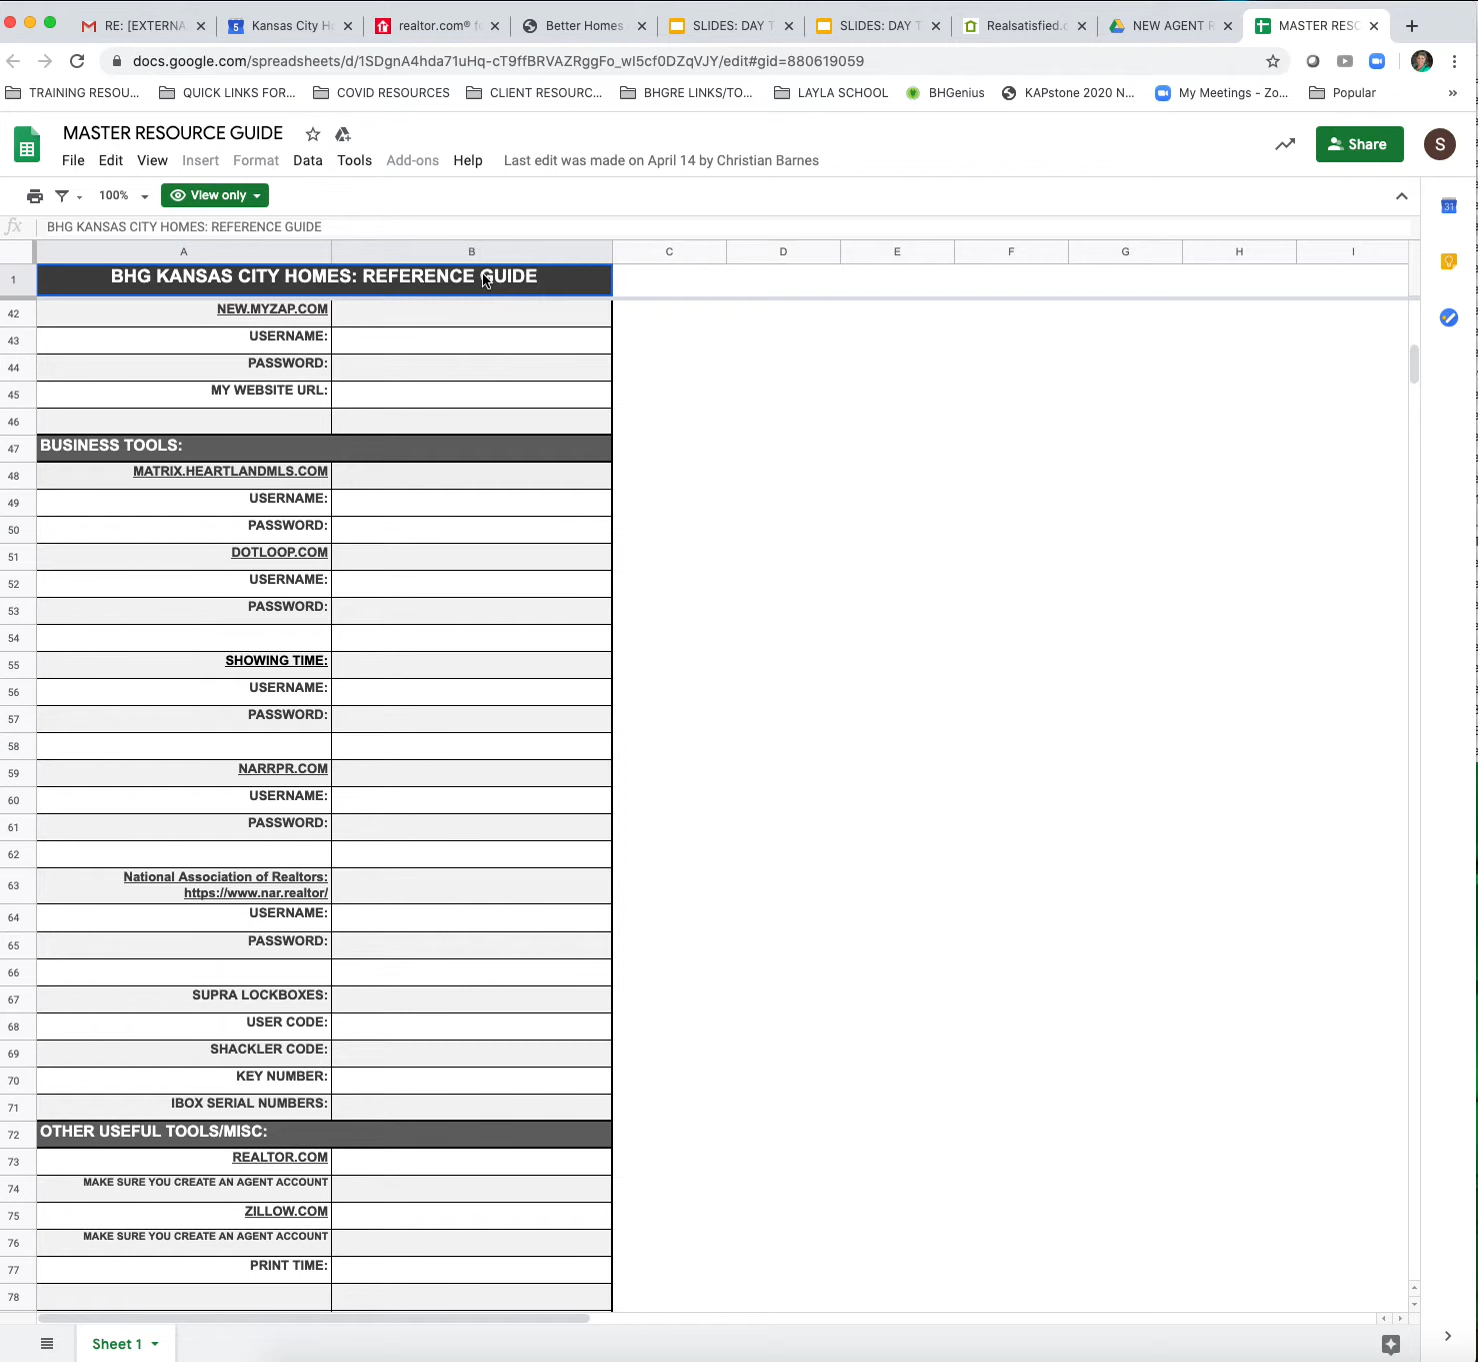 RE: [EXTERNA
Kansas City H
realtor.com® f
Better Homes
SLIDES: DAY
SLIDES: DAY
Realsatisfied.c
NEW AGENT R
MASTER RESC
docs.google.com/spreadsheets/d/1SDgnA4hda71uHq-cT9ffBRVAZRggFo_wI5cf0DZqVJY/edit#gid=880619059
TRAINING RESOU...
QUICK LINKS FOR...
COVID RESOURCES
CLIENT RESOURC...
BHGRE LINKS/TO...
LAYLA SCHOOL
BHGenius
KAPstone 2020 N...
My Meetings - Zo...
Popular
MASTER RESOURCE GUIDE
File Edit View Insert Format Data Tools Add-ons Help Last edit was made on April 14 by Christian Barnes
Share
S
100%
View only
31
fx BHG KANSAS CITY HOMES: REFERENCE GUIDE
A B C D E F G H I
1 BHG KANSAS CITY HOMES: REFERENCE GUIDE
42 NEW.MYZAP.COM
43 USERNAME:
44 PASSWORD:
45 MY WEBSITE URL:
46
47 BUSINESS TOOLS:
48 MATRIX.HEARTLANDMLS.COM
49 USERNAME:
50 PASSWORD:
51 DOTLOOP.COM
52 USERNAME:
53 PASSWORD:
54
55 SHOWING TIME:
56 USERNAME:
57 PASSWORD:
58
59 NARRPR.COM
60 USERNAME:
61 PASSWORD:
62
63 National Association of Realtors:
https://www.nar.realtor/
64 USERNAME:
65 PASSWORD:
66
67 SUPRA LOCKBOXES:
68 USER CODE:
69 SHACKLER CODE:
70 KEY NUMBER:
71 IBOX SERIAL NUMBERS:
72 OTHER USEFUL TOOLS/MISC:
73 REALTOR.COM
74 MAKE SURE YOU CREATE AN AGENT ACCOUNT
75 ZILLOW.COM
76 MAKE SURE YOU CREATE AN AGENT ACCOUNT
77 PRINT TIME:
78
Sheet 1